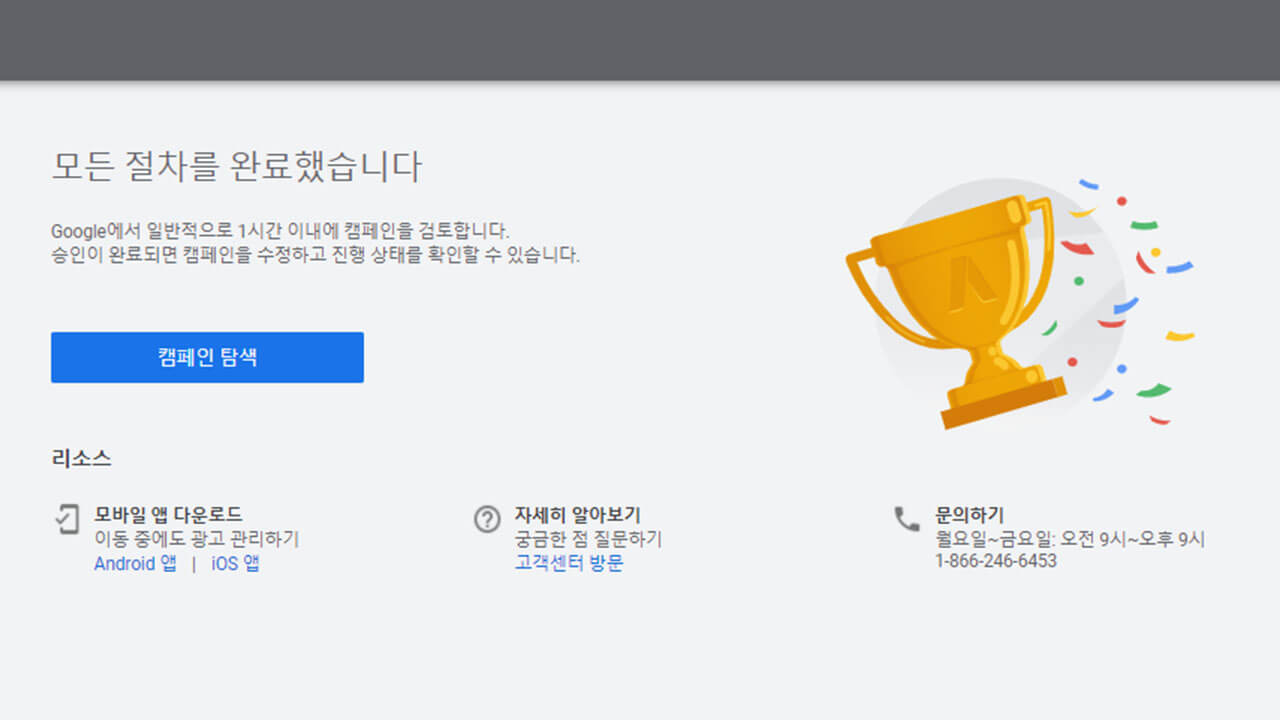 모든 절차를 완료했습니다
Google에서 일반적으로 1시간 이내에 캠페인을 검토합니다.
승인이 완료되면 캠페인을 수정하고 진행 상태를 확인할 수 있습니다.
캠페인 탐색
리소스
모바일 앱 다운로드
이동 중에도 광고 관리하기
Android 앱 | iOS 앱
자세히 알아보기
궁금한 점 질문하기
고객센터 방문
문의하기
월요일~금요일: 오전 9시~오후 9시
1-866-246-6453